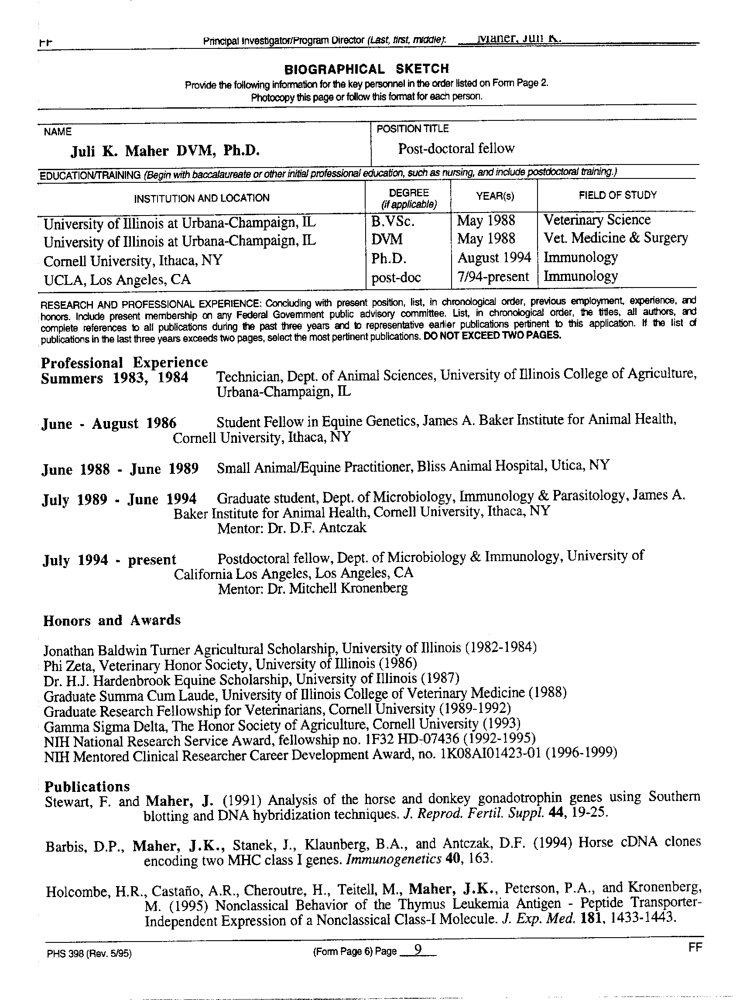 FF Principal Investigator/Program Director (Last, first, middle): Maher, Juli K.
BIOGRAPHICAL SKETCH
Provide the following information for the key personnel in the order listed on Form Page 2.
Photocopy this page or follow this format for each person.
NAME POSITION TITLE
Juli K. Maher DVM, Ph.D. Post-doctoral fellow
EDUCATION/TRAINING (Begin with baccalaureate or other initial professional education, such as nursing, and include postdoctoral training.)
INSTITUTION AND LOCATION DEGREE (if applicable) YEAR(s) FIELD OF STUDY
University of Illinois at Urbana-Champaign, IL B.VSc. May 1988 Veterinary Science
University of Illinois at Urbana-Champaign, IL DVM May 1988 Vet. Medicine & Surgery
Cornell University, Ithaca, NY Ph.D. August 1994 Immunology
UCLA, Los Angeles, CA post-doc 7/94-present Immunology
RESEARCH AND PROFESSIONAL EXPERIENCE: Concluding with present position, list, in chronological order, previous employment, experience, and
honors. Include present membership on any Federal Government public advisory committee. List, in chronological order, the titles, all authors, and
complete references to all publications during the past three years and to representative earlier publications pertinent to this application. If the list of
publications in the last three years exceeds two pages, select the most pertinent publications. DO NOT EXCEED TWO PAGES.
Professional Experience
Summers 1983, 1984 Technician, Dept. of Animal Sciences, University of Illinois College of Agriculture,
Urbana-Champaign, IL
June - August 1986 Student Fellow in Equine Genetics, James A. Baker Institute for Animal Health,
Cornell University, Ithaca, NY
June 1988 - June 1989 Small Animal/Equine Practitioner, Bliss Animal Hospital, Utica, NY
July 1989 - June 1994 Graduate student, Dept. of Microbiology, Immunology & Parasitology, James A.
Baker Institute for Animal Health, Cornell University, Ithaca, NY
Mentor: Dr. D.F. Antczak
July 1994 - present Postdoctoral fellow, Dept. of Microbiology & Immunology, University of
California Los Angeles, Los Angeles, CA
Mentor: Dr. Mitchell Kronenberg
Honors and Awards
Jonathan Baldwin Turner Agricultural Scholarship, University of Illinois (1982-1984)
Phi Zeta, Veterinary Honor Society, University of Illinois (1986)
Dr. H.J. Hardenbrook Equine Scholarship, University of Illinois (1987)
Graduate Summa Cum Laude, University of Illinois College of Veterinary Medicine (1988)
Graduate Research Fellowship for Veterinarians, Cornell University (1989-1992)
Gamma Sigma Delta, The Honor Society of Agriculture, Cornell University (1993)
NIH National Research Service Award, fellowship no. 1F32 HD-07436 (1992-1995)
NIH Mentored Clinical Researcher Career Development Award, no. 1K08AI01423-01 (1996-1999)
Publications
Stewart, F. and Maher, J. (1991) Analysis of the horse and donkey gonadotrophin genes using Southern
blotting and DNA hybridization techniques. J. Reprod. Fertil. Suppl. 44, 19-25.
Barbis, D.P., Maher, J.K., Stanek, J., Klaunberg, B.A., and Antczak, D.F. (1994) Horse cDNA clones
encoding two MHC class I genes. Immunogenetics 40, 163.
Holcombe, H.R., Castaño, A.R., Cheroutre, H., Teitell, M., Maher, J.K., Peterson, P.A., and Kronenberg,
M. (1995) Nonclassical Behavior of the Thymus Leukemia Antigen - Peptide Transporter-
Independent Expression of a Nonclassical Class-I Molecule. J. Exp. Med. 181, 1433-1443.
PHS 398 (Rev. 5/95) (Form Page 6) Page 9 FF